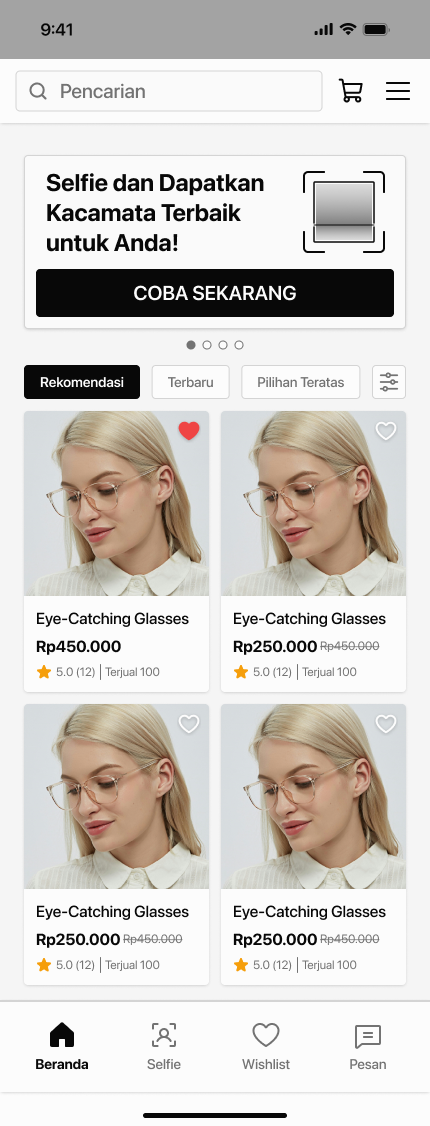 9:41
Pencarian
Selfie dan Dapatkan
Kacamata Terbaik
untuk Anda!
COBA SEKARANG
Rekomendasi
Terbaru
Pilihan Teratas
Eye-Catching Glasses
Rp450.000
5.0 (12) | Terjual 100
Eye-Catching Glasses
Rp250.000 Rp450.000
5.0 (12) | Terjual 100
Eye-Catching Glasses
Rp250.000 Rp450.000
5.0 (12) | Terjual 100
Eye-Catching Glasses
Rp250.000 Rp450.000
5.0 (12) | Terjual 100
Beranda
Selfie
Wishlist
Pesan